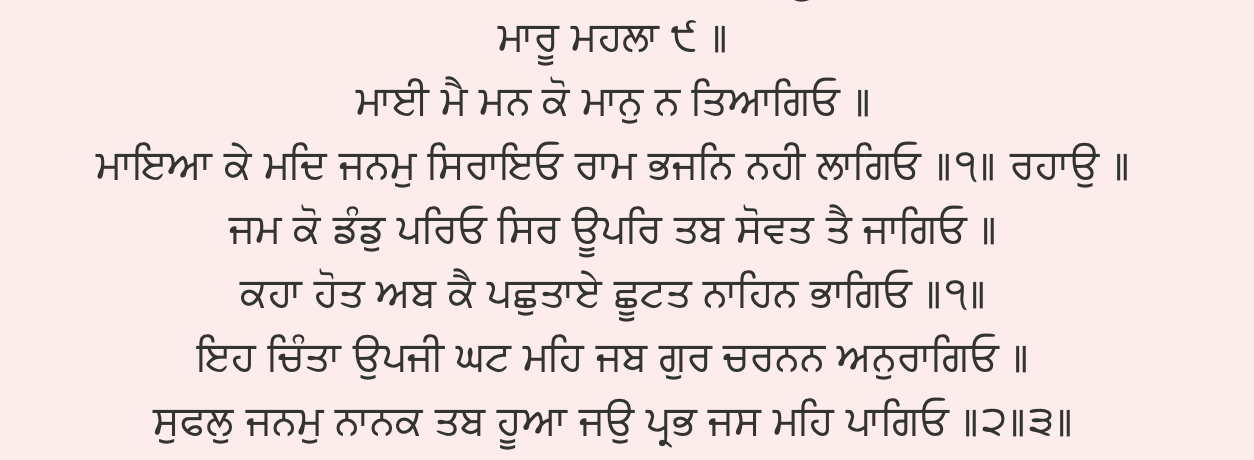 ਮਾਰੂ ਮਹਲਾ ੯ ॥
ਮਾਈ ਮੈ ਮਨ ਕੋ ਮਾਨੁ ਨ ਤਿਆਗਿਓ ॥
ਮਾਇਆ ਕੇ ਮਦਿ ਜਨਮੁ ਸਿਰਾਇਓ ਰਾਮ ਭਜਨਿ ਨਹੀ ਲਾਗਿਓ ॥੧॥ ਰਹਾਉ ॥
ਜਮ ਕੋ ਡੰਡੁ ਪਰਿਓ ਸਿਰ ਊਪਰਿ ਤਬ ਸੋਵਤ ਤੈ ਜਾਗਿਓ ॥
ਕਹਾ ਹੋਤ ਅਬ ਕੈ ਪਛੁਤਾਏ ਛੂਟਤ ਨਾਹਿਨ ਭਾਗਿਓ ॥੧॥
ਇਹ ਚਿੰਤਾ ਉਪਜੀ ਘਟ ਮਹਿ ਜਬ ਗੁਰ ਚਰਨਨ ਅਨੁਰਾਗਿਓ ॥
ਸੁਫਲੁ ਜਨਮੁ ਨਾਨਕ ਤਬ ਹੂਆ ਜਉ ਪ੍ਰਭ ਜਸ ਮਹਿ ਪਾਗਿਓ ॥੨॥੩॥